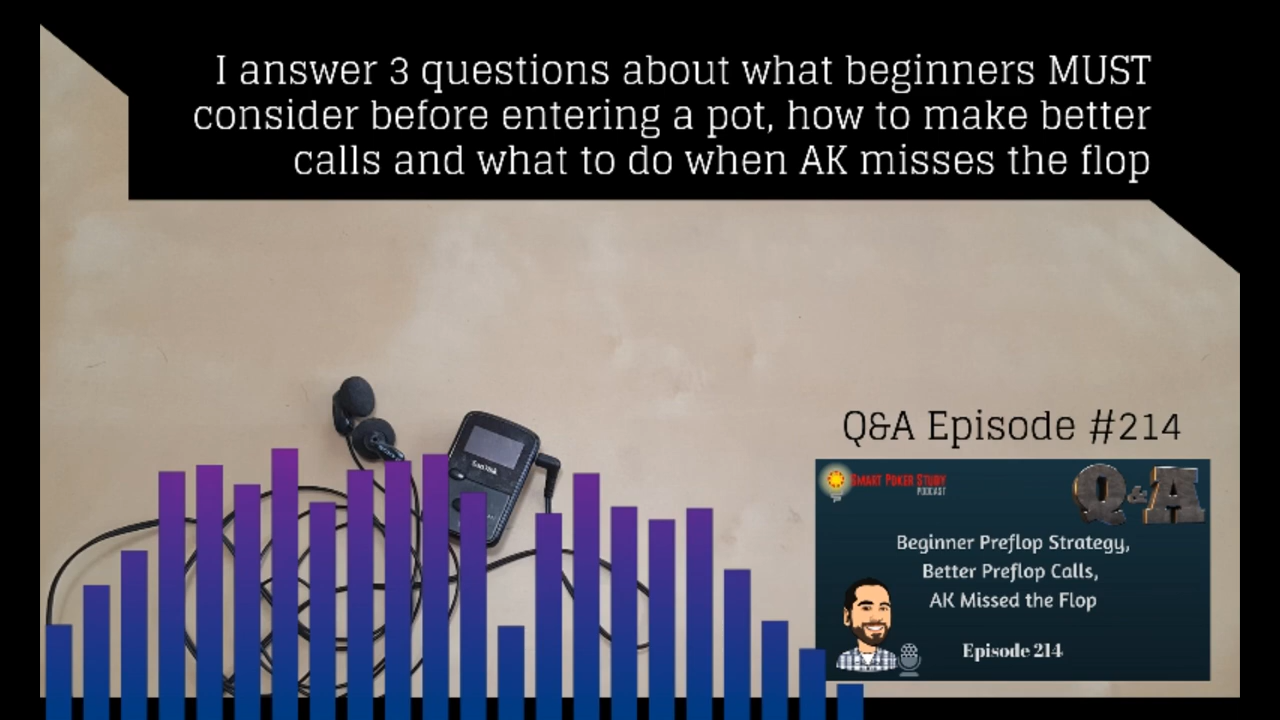 I answer 3 questions about what beginners MUST
consider before entering a pot, how to make better
calls and what to do when AK misses the flop
SanDisk
Q&A Episode #214
SMART POKER STUDY
PODCAST
Q&A
Beginner Preflop Strategy,
Better Preflop Calls,
AK Missed the Flop
Episode 214